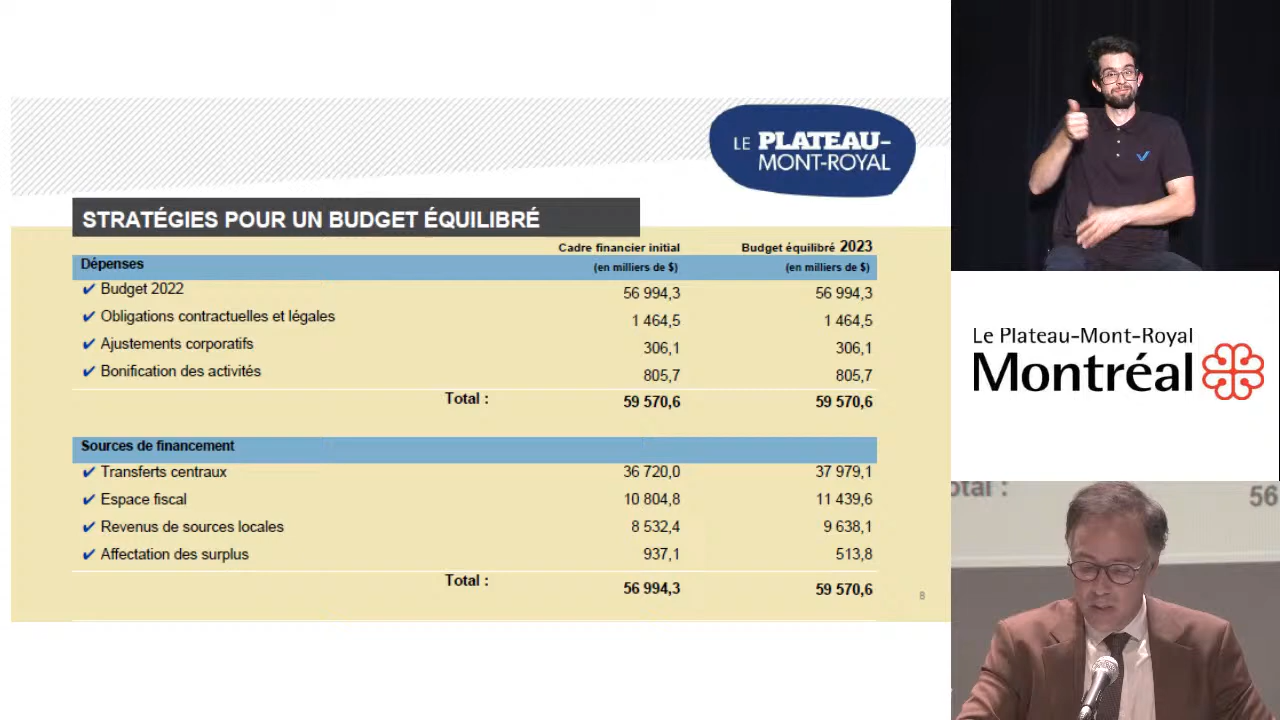 LE PLATEAU-
MONT-ROYAL
STRATÉGIES POUR UN BUDGET ÉQUILIBRÉ
Cadre financier initial Budget équilibré 2023
Dépenses (en milliers de $) (en milliers de $)
✔ Budget 2022 56 994,3 56 994,3
✔ Obligations contractuelles et légales 1 464,5 1 464,5
✔ Ajustements corporatifs 306,1 306,1
✔ Bonification des activités 805,7 805,7
Total : 59 570,6 59 570,6
Sources de financement
✔ Transferts centraux 36 720,0 37 979,1
✔ Espace fiscal 10 804,8 11 439,6
✔ Revenus de sources locales 8 532,4 9 638,1
✔ Affectation des surplus 937,1 513,8
Total : 56 994,3 59 570,6
8
Le Plateau-Mont-Royal
Montréal
otal : 56